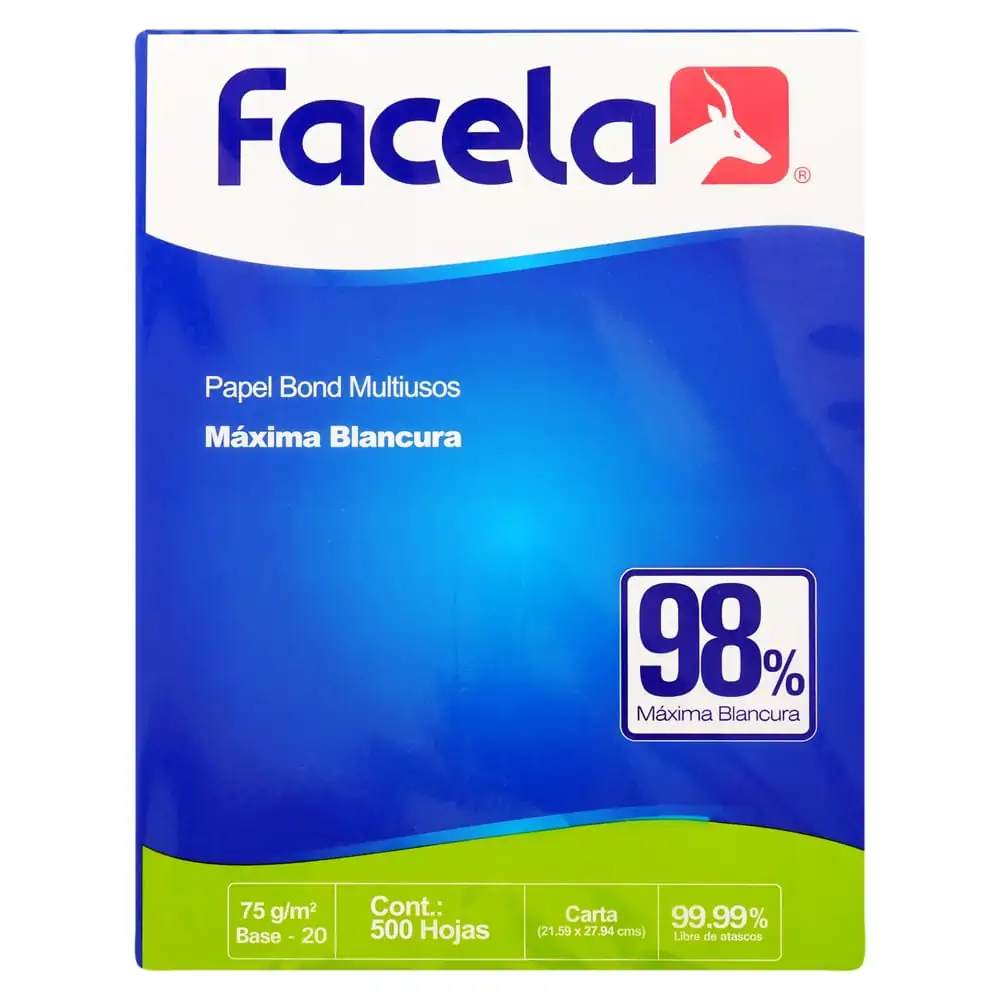 Facela
®
Papel Bond Multiusos
Máxima Blancura
98%
Máxima Blancura
75 g/m²
Base - 20
Cont.:
500 Hojas
Carta
(21.59 x 27.94 cms)
99.99%
Libre de atascos